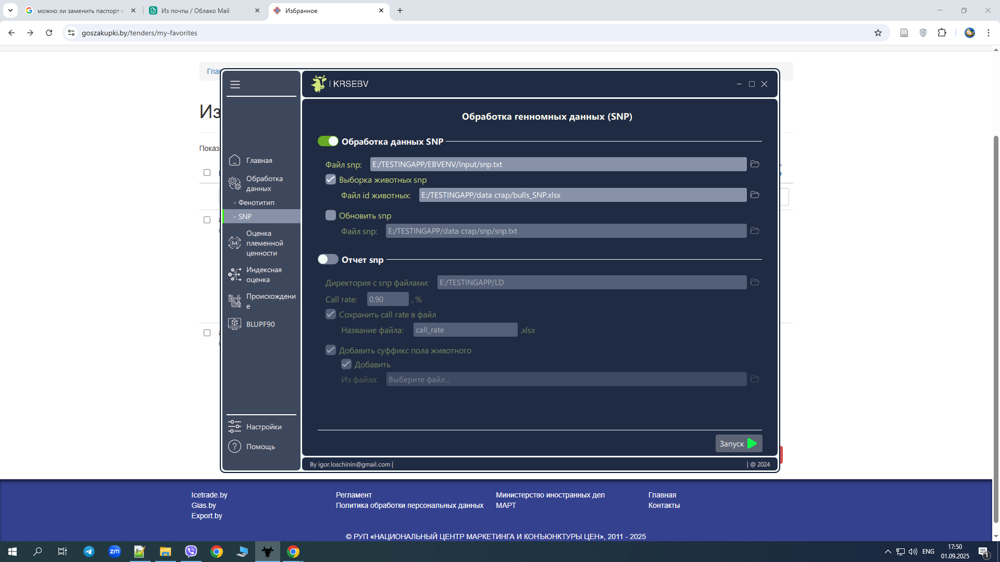 можно ли заменить паспорт н
Из почты / Облако Mail
Избранное
goszakupki.by/tenders/my-favorites
Глав
Из
Показ
KRSEBV
Главная
Обработка
данных
- Фенотитип
- SNP
Оценка
племенной
ценности
Индексная
оценка
Происхождени
е
BLUPF90
Настройки
Помощь
Обработка генномных данных (SNP)
Обработка данных SNP
Файл snp: E:/TESTINGAPP/EBVENV/Input/snp.txt
Выборка животных snp
Файл id животных: E:/TESTINGAPP/data стар/bulls_SNP.xlsx
Обновить snp
Файл snp: E:/TESTINGAPP/data стар/snp/snp.txt
Отчет snp
Директория с snp файлами: E:/TESTINGAPP/LD
Call rate: 0.90 , %
Сохранить call rate в файл
Название файла: call_rate .xlsx
Добавить суффикс пола животного
Добавить
Из файла: Выберите файл...
Запуск
By igor.loschinin@gmail.com |
| @ 2024
Icetrade.by
Gias.by
Export.by
Регламент
Политика обработки персональных данных
Министерство иностранных дел
МАРТ
Главная
Контакты
© РУП «НАЦИОНАЛЬНЫЙ ЦЕНТР МАРКЕТИНГА И КОНЪЮНКТУРЫ ЦЕН», 2011 - 2025
zm
ENG
17:50
01.09.2025
1